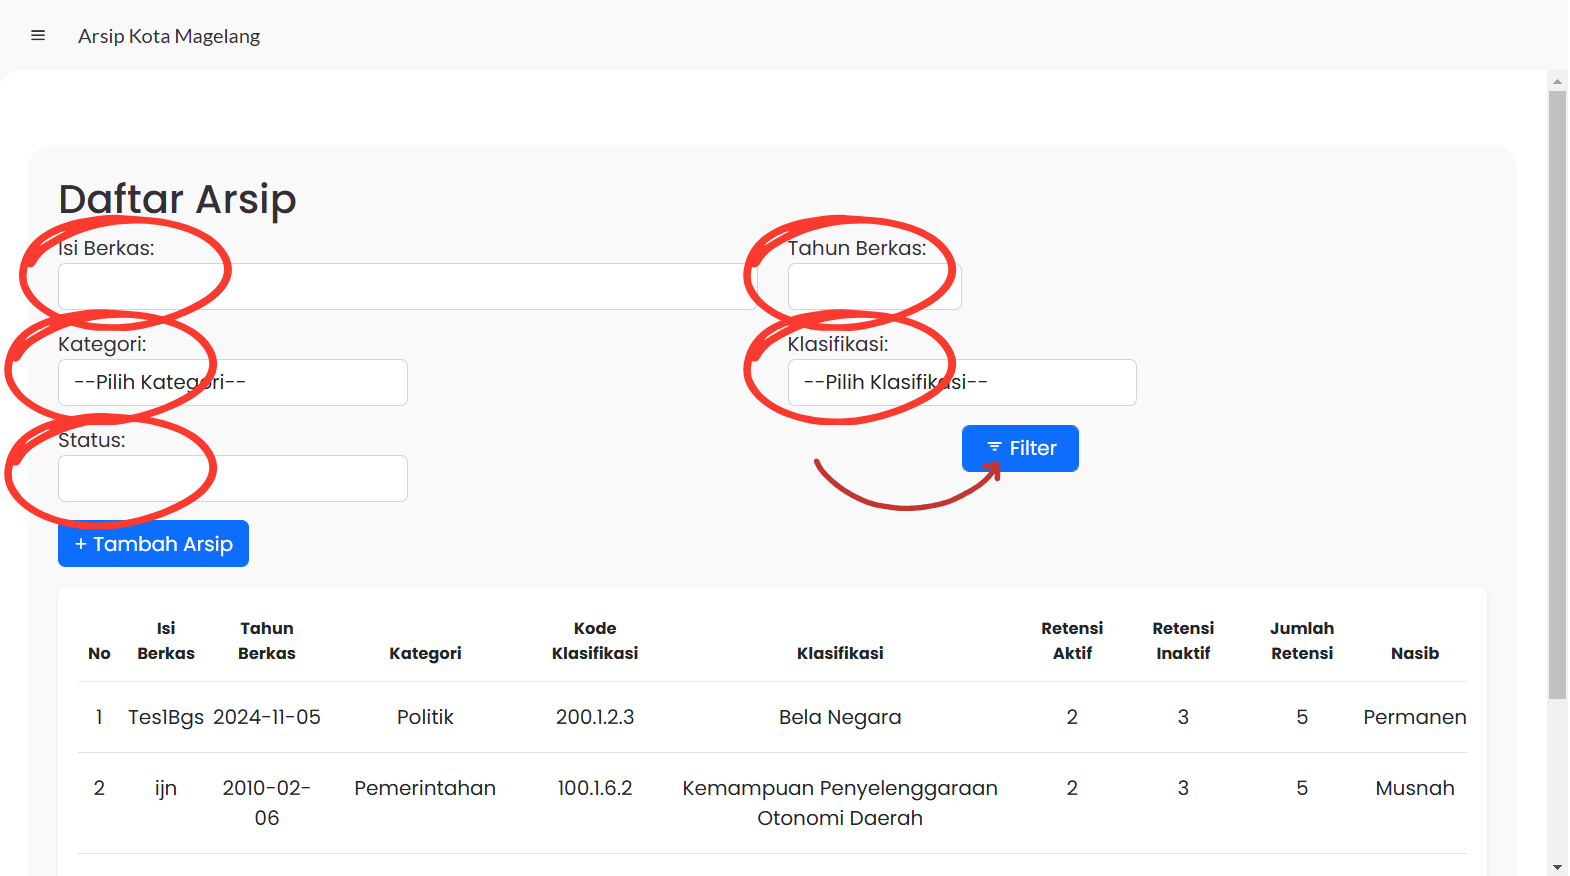 Arsip Kota Magelang
Daftar Arsip
Isi Berkas: Tahun Berkas:
Kategori: Klasifikasi:
--Pilih Kategori-- --Pilih Klasifikasi--
Status:
Filter
+ Tambah Arsip
No Isi Berkas Tahun Berkas Kategori Kode Klasifikasi Klasifikasi Retensi Aktif Retensi Inaktif Jumlah Retensi Nasib
1 Tes1Bgs 2024-11-05 Politik 200.1.2.3 Bela Negara 2 3 5 Permanen
2 ijn 2010-02-06 Pemerintahan 100.1.6.2 Kemampuan Penyelenggaraan Otonomi Daerah 2 3 5 Musnah